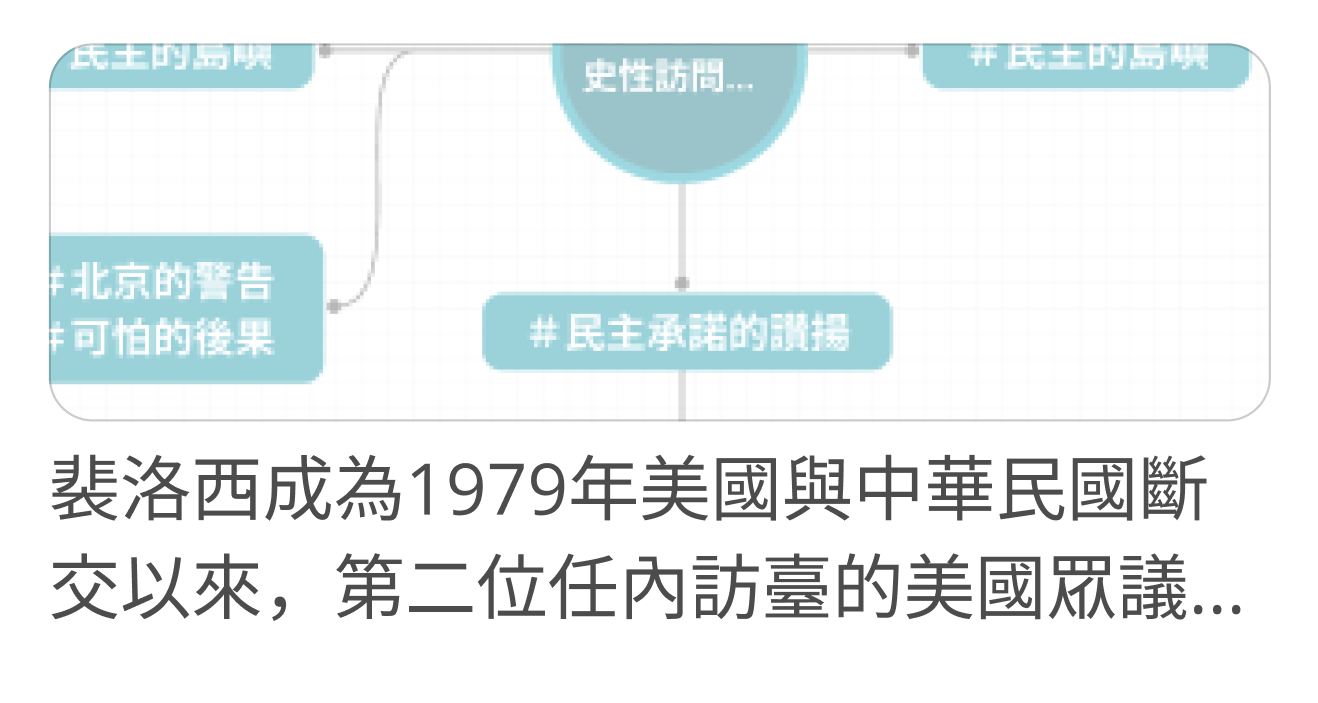 #民主的島嶼
史性訪問...
#民主的島嶼
#北京的警告
#可怕的後果
#民主承諾的讚揚
裴洛西成為1979年美國與中華民國斷
交以來，第二位任內訪臺的美國眾議...